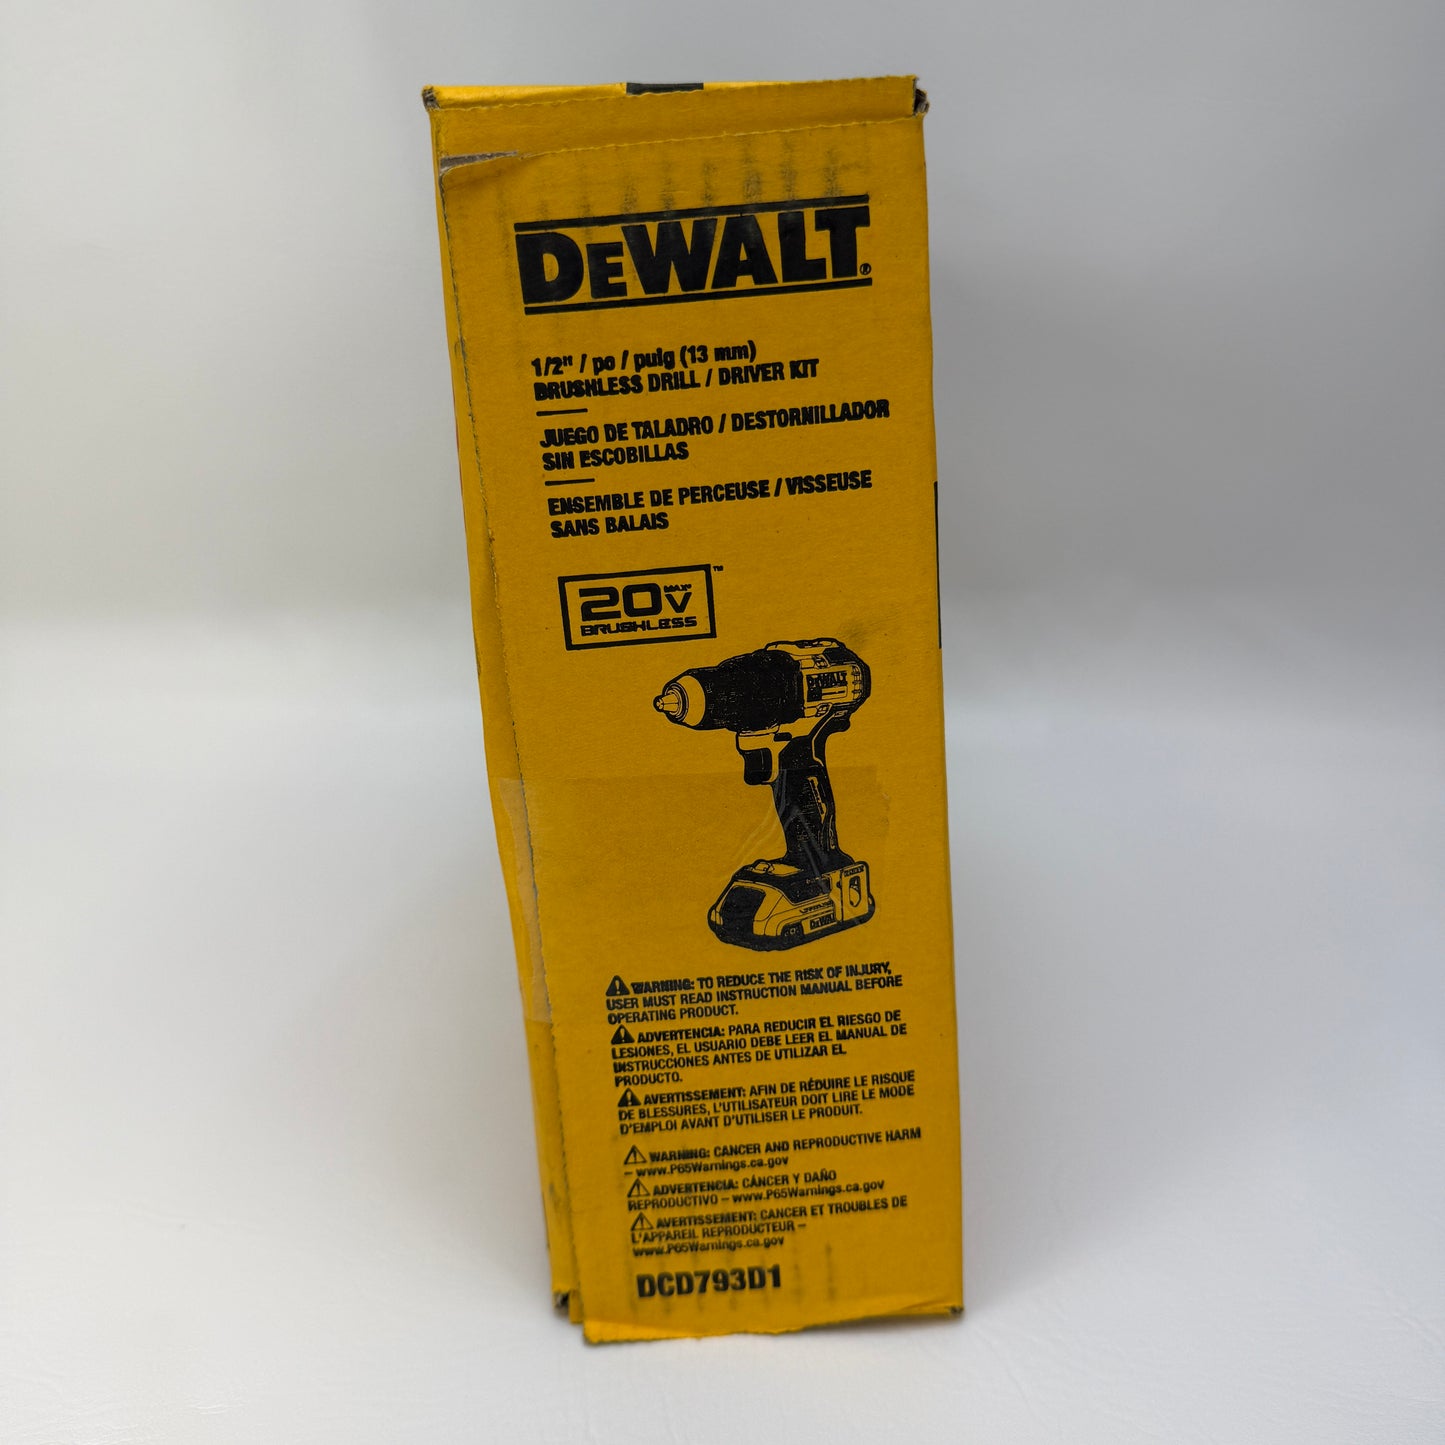 DEWALT®
1/2" / po / pulg (13 mm)
BRUSHLESS DRILL / DRIVER KIT
JUEGO DE TALADRO / DESTORNILLADOR
SIN ESCOBILLAS
ENSEMBLE DE PERCEUSE / VISSEUSE
SANS BALAIS
20V MAX* ™
BRUSHLESS
DEWALT
DEWALT
⚠ WARNING: TO REDUCE THE RISK OF INJURY,
USER MUST READ INSTRUCTION MANUAL BEFORE
OPERATING PRODUCT.
⚠ ADVERTENCIA: PARA REDUCIR EL RIESGO DE
LESIONES, EL USUARIO DEBE LEER EL MANUAL DE
INSTRUCCIONES ANTES DE UTILIZAR EL
PRODUCTO.
⚠ AVERTISSEMENT: AFIN DE RÉDUIRE LE RISQUE
DE BLESSURES, L'UTILISATEUR DOIT LIRE LE MODE
D'EMPLOI AVANT D'UTILISER LE PRODUIT.
⚠ WARNING: CANCER AND REPRODUCTIVE HARM
– www.P65Warnings.ca.gov
⚠ ADVERTENCIA: CÁNCER Y DAÑO
REPRODUCTIVO – www.P65Warnings.ca.gov
⚠ AVERTISSEMENT: CANCER ET TROUBLES DE
L'APPAREIL REPRODUCTEUR –
www.P65Warnings.ca.gov
DCD793D1